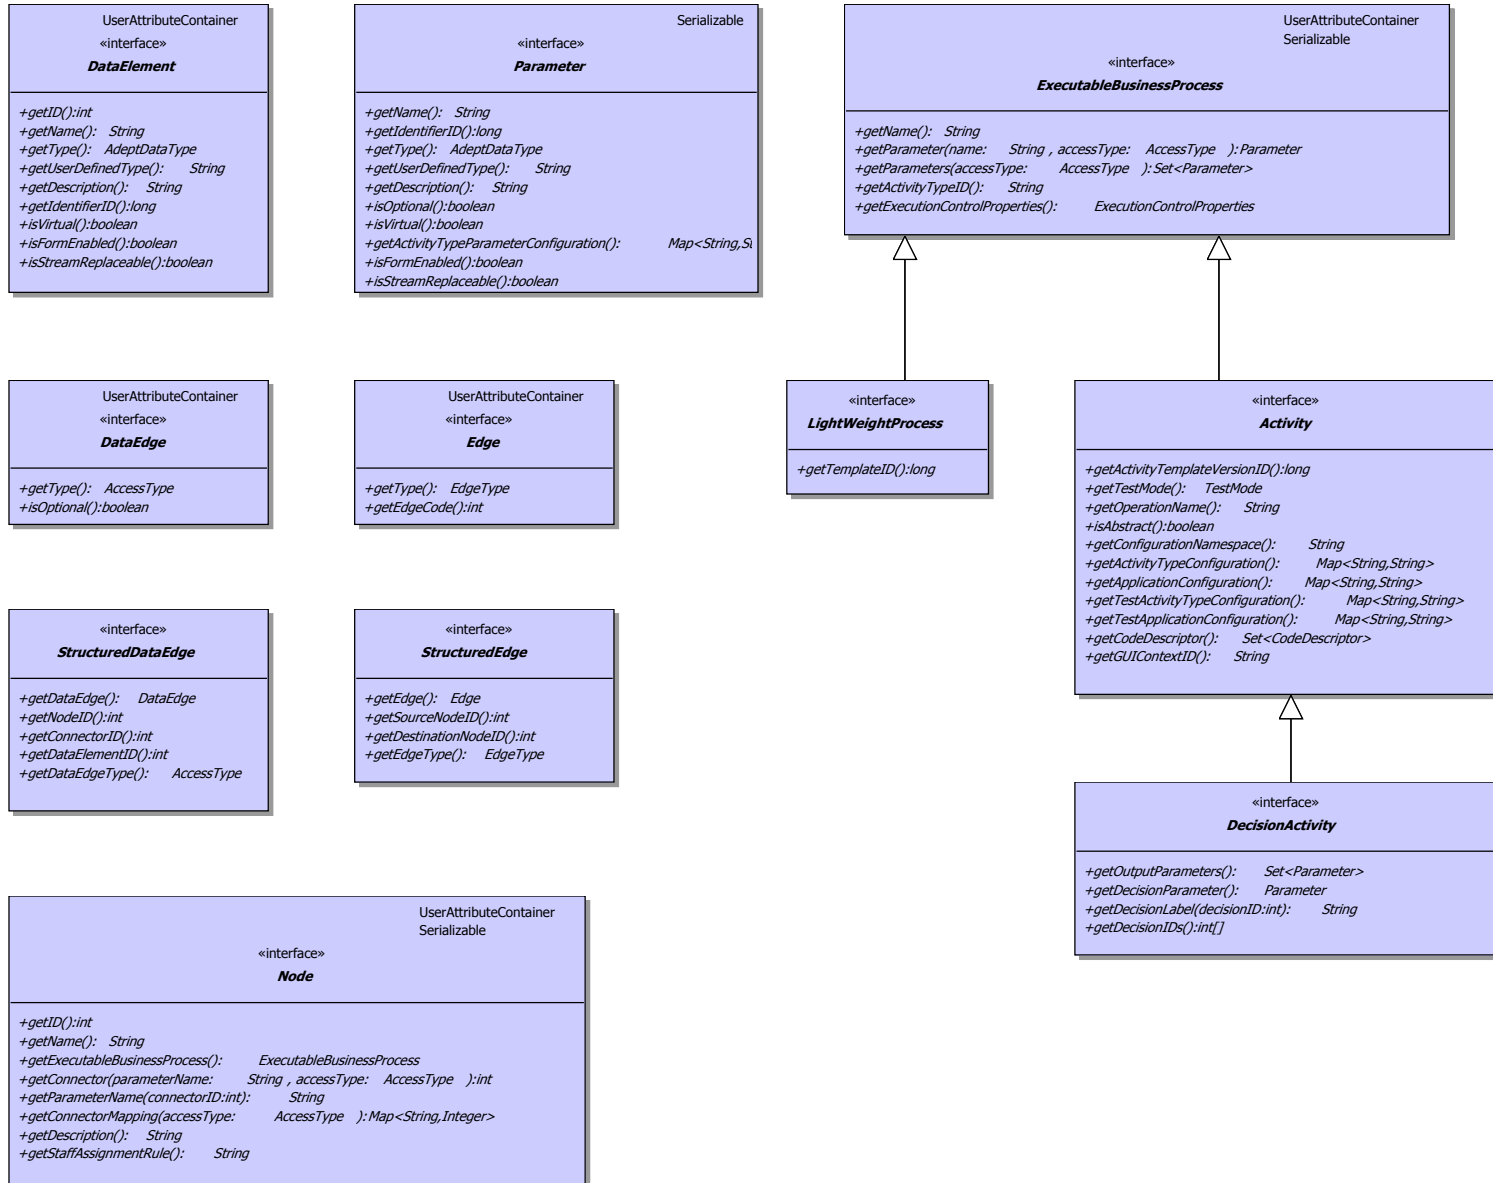 UserAttributeContainer
«interface»
DataElement
+getID():int
+getName(): String
+getType(): AdeptDataType
+getUserDefinedType(): String
+getDescription(): String
+getIdentifierID():long
+isVirtual():boolean
+isFormEnabled():boolean
+isStreamReplaceable():boolean
Serializable
«interface»
Parameter
+getName(): String
+getIdentifierID():long
+getType(): AdeptDataType
+getUserDefinedType(): String
+getDescription(): String
+isOptional():boolean
+isVirtual():boolean
+getActivityTypeParameterConfiguration(): Map<String,St
+isFormEnabled():boolean
+isStreamReplaceable():boolean
UserAttributeContainer
Serializable
«interface»
ExecutableBusinessProcess
+getName(): String
+getParameter(name: String , accessType: AccessType ):Parameter
+getParameters(accessType: AccessType ):Set<Parameter>
+getActivityTypeID(): String
+getExecutionControlProperties(): ExecutionControlProperties
UserAttributeContainer
«interface»
DataEdge
+getType(): AccessType
+isOptional():boolean
UserAttributeContainer
«interface»
Edge
+getType(): EdgeType
+getEdgeCode():int
«interface»
LightWeightProcess
+getTemplateID():long
«interface»
Activity
+getActivityTemplateVersionID():long
+getTestMode(): TestMode
+getOperationName(): String
+isAbstract():boolean
+getConfigurationNamespace(): String
+getActivityTypeConfiguration(): Map<String,String>
+getApplicationConfiguration(): Map<String,String>
+getTestActivityTypeConfiguration(): Map<String,String>
+getTestApplicationConfiguration(): Map<String,String>
+getCodeDescriptor(): Set<CodeDescriptor>
+getGUIContextID(): String
«interface»
StructuredDataEdge
+getDataEdge(): DataEdge
+getNodeID():int
+getConnectorID():int
+getDataElementID():int
+getDataEdgeType(): AccessType
«interface»
StructuredEdge
+getEdge(): Edge
+getSourceNodeID():int
+getDestinationNodeID():int
+getEdgeType(): EdgeType
«interface»
DecisionActivity
+getOutputParameters(): Set<Parameter>
+getDecisionParameter(): Parameter
+getDecisionLabel(decisionID:int): String
+getDecisionIDs():int[]
UserAttributeContainer
Serializable
«interface»
Node
+getID():int
+getName(): String
+getExecutableBusinessProcess(): ExecutableBusinessProcess
+getConnector(parameterName: String , accessType: AccessType ):int
+getParameterName(connectorID:int): String
+getConnectorMapping(accessType: AccessType ):Map<String,Integer>
+getDescription(): String
+getStaffAssignmentRule(): String